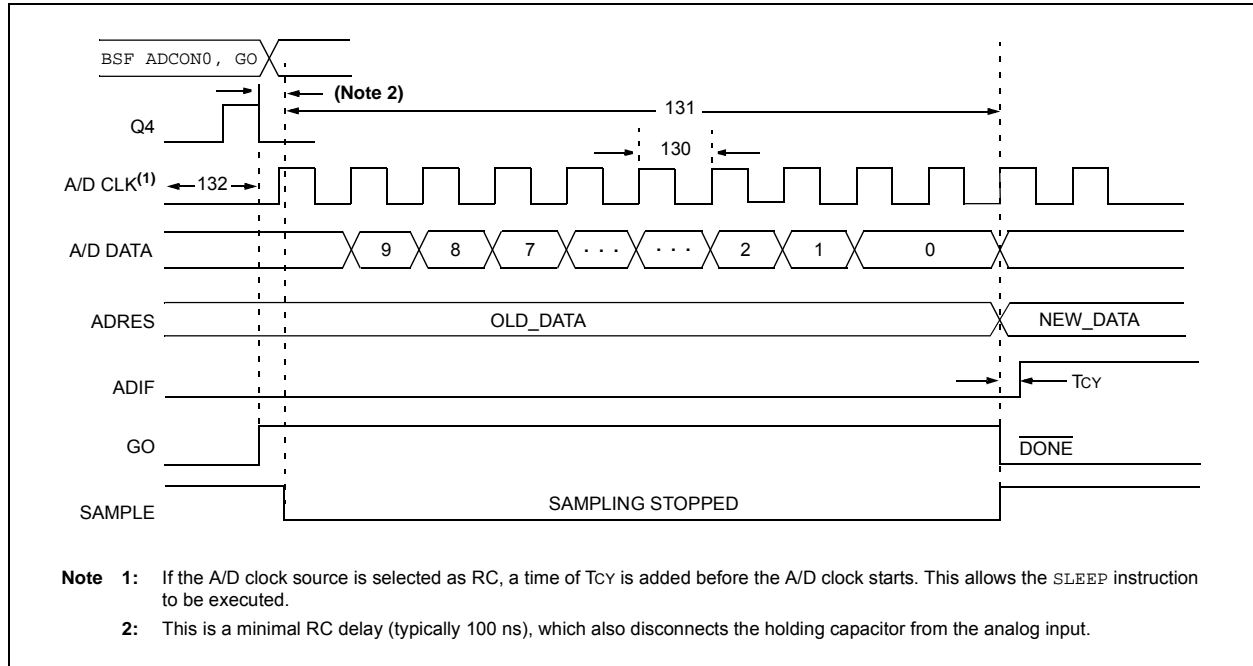 BSF ADCON0, GO
(Note 2)
131
Q4
130
A/D CLK(1)
132
A/D DATA
9 8 7 · · · · · · 2 1 0
ADRES
OLD_DATA
NEW_DATA
ADIF
TCY
GO
DONE
SAMPLE
SAMPLING STOPPED
Note 1: If the A/D clock source is selected as RC, a time of TCY is added before the A/D clock starts. This allows the SLEEP instruction
to be executed.
2: This is a minimal RC delay (typically 100 ns), which also disconnects the holding capacitor from the analog input.